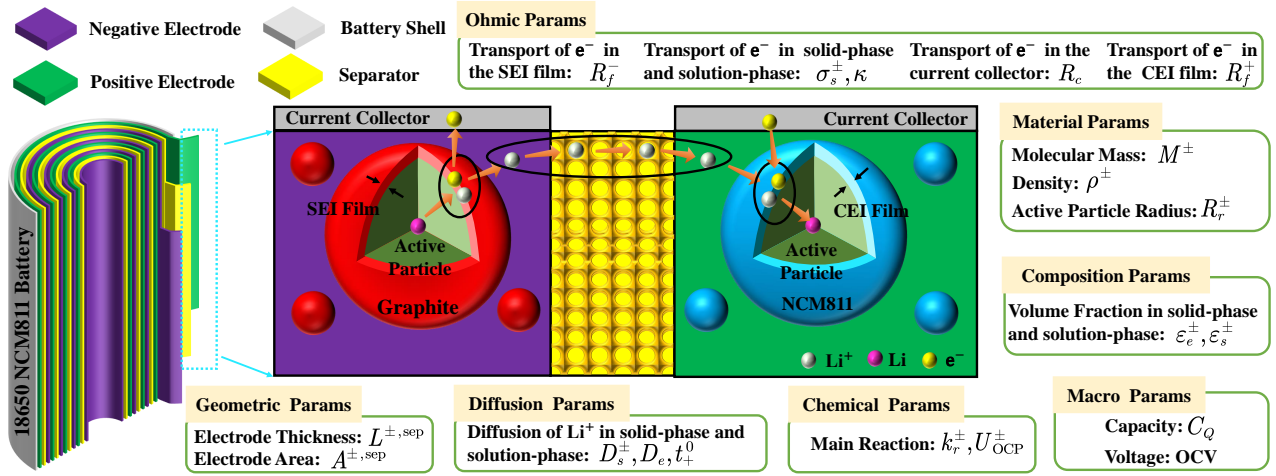 Negative Electrode
Battery Shell
Positive Electrode
Separator
Ohmic Params
Transport of e⁻ in
the SEI film: R_f^-
Transport of e⁻ in solid-phase
and solution-phase: σ_s^±, κ
Transport of e⁻ in the
current collector: R_c
Transport of e⁻ in
the CEI film: R_f^+
18650 NCM811 Battery
Current Collector
Current Collector
SEI Film
Active
Particle
Graphite
CEI Film
Active
Particle
NCM811
Li⁺
Li
e⁻
Material Params
Molecular Mass: M^±
Density: ρ^±
Active Particle Radius: R_r^±
Composition Params
Volume Fraction in solid-phase
and solution-phase: ε_e^±, ε_s^±
Geometric Params
Electrode Thickness: L^{±,sep}
Electrode Area: A^{±,sep}
Diffusion Params
Diffusion of Li⁺ in solid-phase and
solution-phase: D_s^±, D_e, t_+^0
Chemical Params
Main Reaction: k_r^±, U_OCP^±
Macro Params
Capacity: C_Q
Voltage: OCV